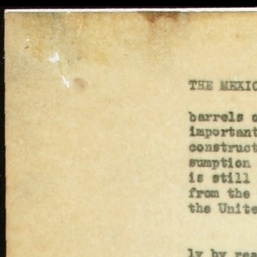 THE MEXIC
barrels o
important
construct
sumption
is still
from the
the Unite
ly by rea